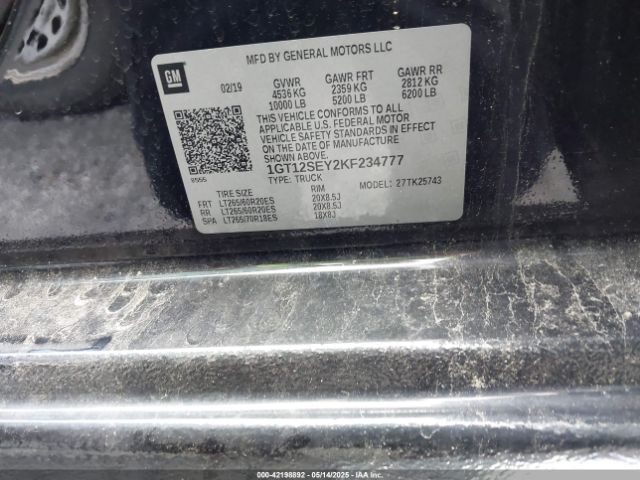 MFD BY GENERAL MOTORS LLC
GM
02/19 GVWR GAWR FRT GAWR RR
4536 KG 2359 KG 2812 KG
10000 LB 5200 LB 6200 LB
THIS VEHICLE CONFORMS TO ALL
APPLICABLE U.S. FEDERAL MOTOR
VEHICLE SAFETY STANDARDS IN EFFECT
ON THE DATE OF MANUFACTURE
SHOWN ABOVE.
1GT12SEY2KF234777
TYPE: TRUCK MODEL: 27TK25743
TIRE SIZE RIM
FRT LT265/60R20ES 20X8.5J
RR LT265/60R20ES 20X8.5J
SPA LT265/70R18ES 18X8J
000-42198892 05/14/2025 IAAI.COM